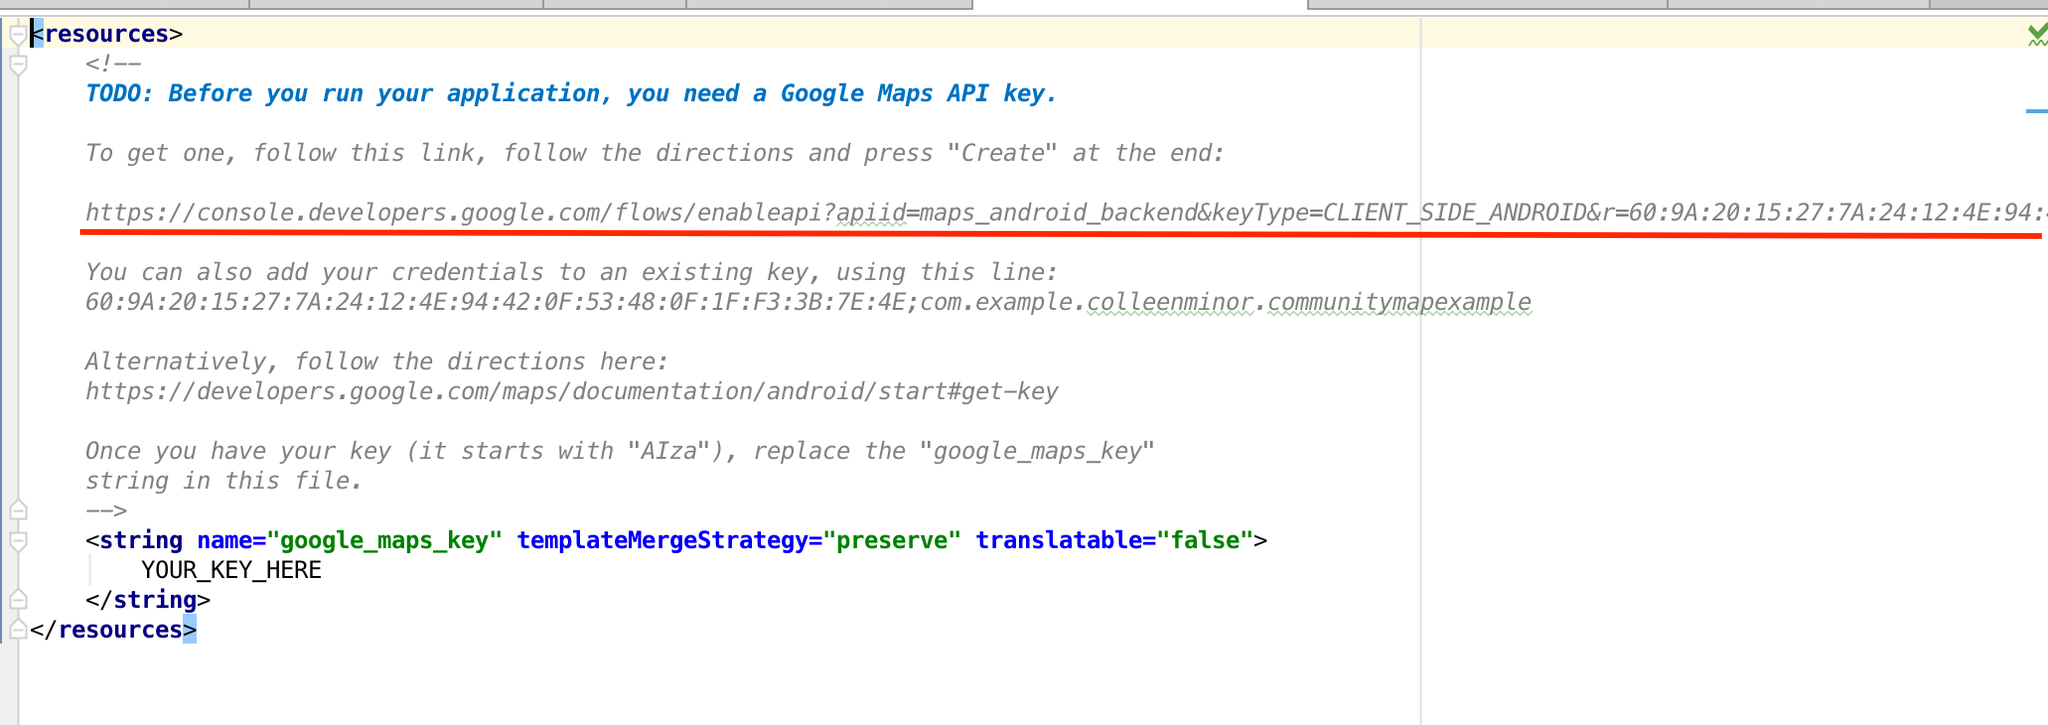 <resources>
<!--
TODO: Before you run your application, you need a Google Maps API key.
To get one, follow this link, follow the directions and press "Create" at the end:
https://console.developers.google.com/flows/enableapi?apiid=maps_android_backend&keyType=CLIENT_SIDE_ANDROID&r=60:9A:20:15:27:7A:24:12:4E:94:
You can also add your credentials to an existing key, using this line:
60:9A:20:15:27:7A:24:12:4E:94:42:0F:53:48:0F:1F:F3:3B:7E:4E;com.example.colleenminor.communitymapexample
Alternatively, follow the directions here:
https://developers.google.com/maps/documentation/android/start#get-key
Once you have your key (it starts with "AIza"), replace the "google_maps_key"
string in this file.
-->
<string name="google_maps_key" templateMergeStrategy="preserve" translatable="false">
YOUR_KEY_HERE
</string>
</resources>